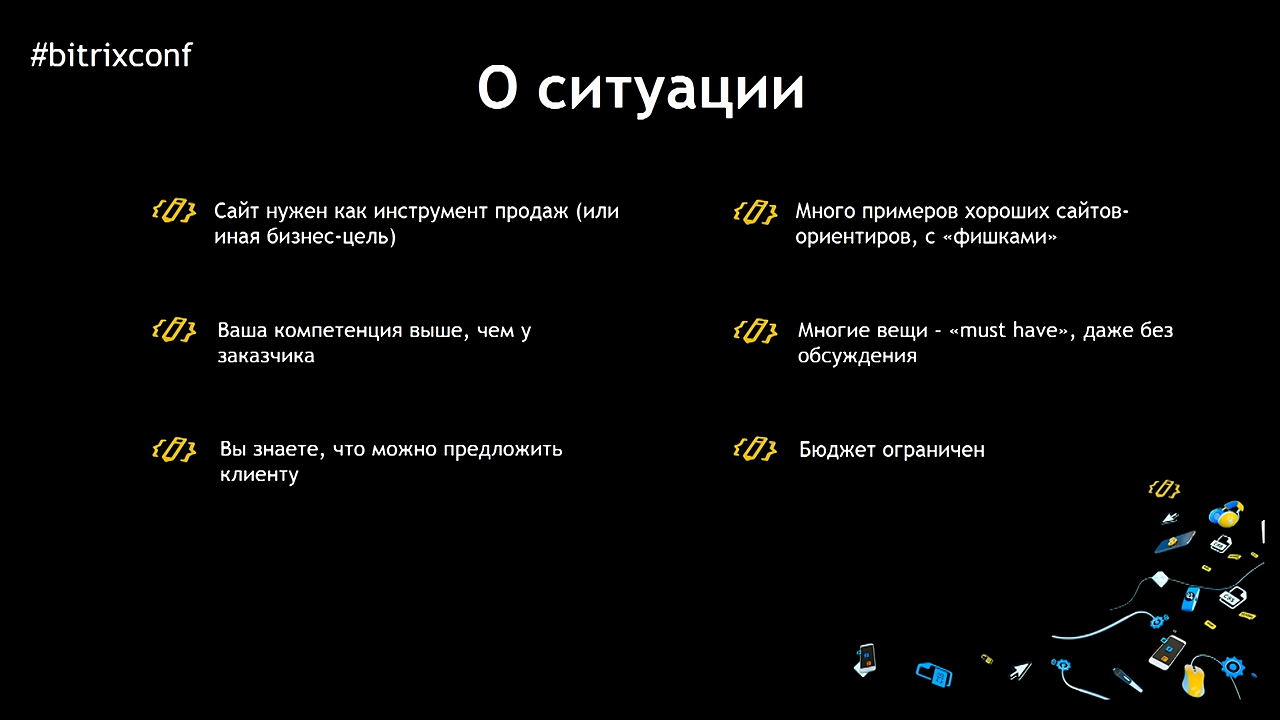 #bitrixconf
О ситуации
Сайт нужен как инструмент продаж (или
иная бизнес-цель)
Ваша компетенция выше, чем у
заказчика
Вы знаете, что можно предложить
клиенту
Много примеров хороших сайтов-
ориентиров, с «фишками»
Многие вещи – «must have», даже без
обсуждения
Бюджет ограничен